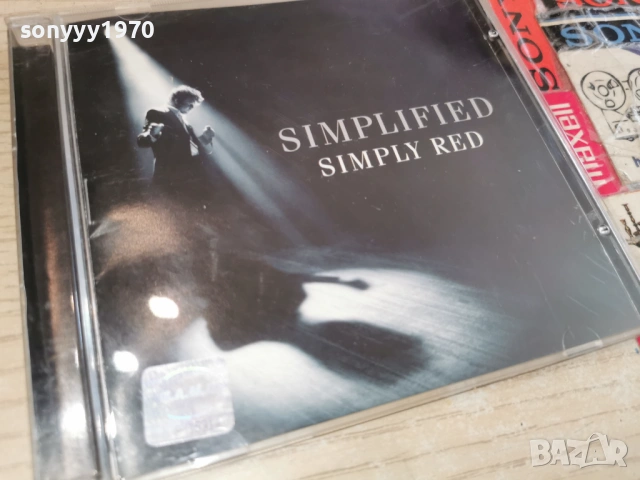 sonyyy1970
SIMPLIFIED
SIMPLY RED
SONY
maxell
BAZAR